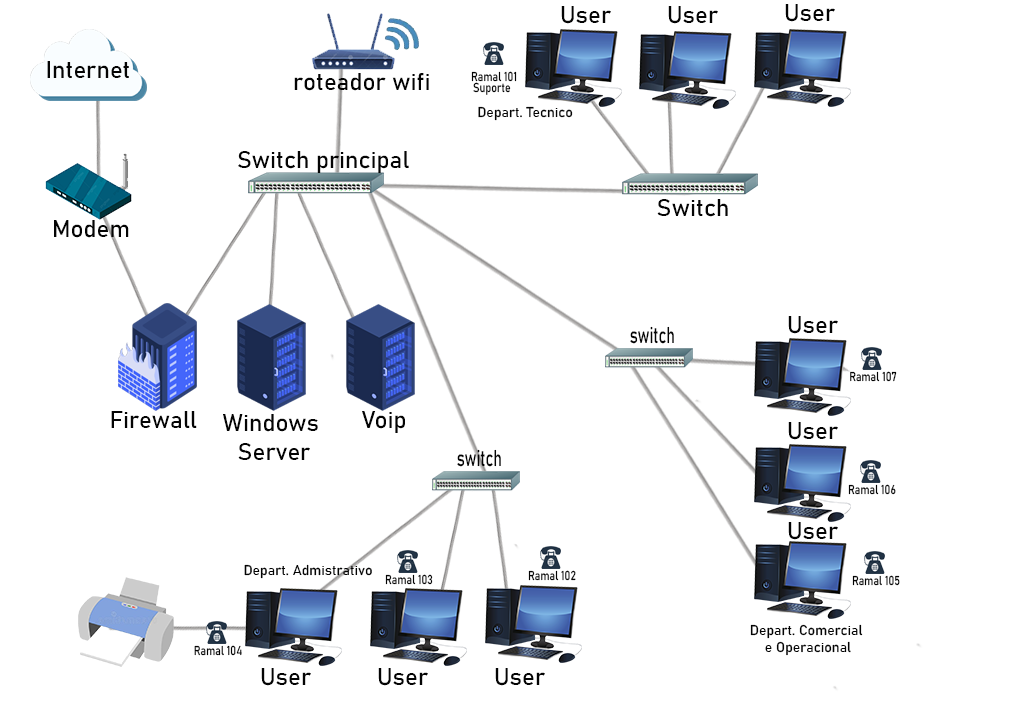 User
User
User
Internet
roteador wifi
Ramal 101
Suporte
Depart. Tecnico
Switch principal
Switch
Modem
Firewall
Windows
Server
Voip
switch
User
Ramal 107
User
Ramal 106
User
Ramal 105
Depart. Comercial
e Operacional
switch
Depart. Admistrativo
Ramal 103
Ramal 102
Ramal 104
User
User
User